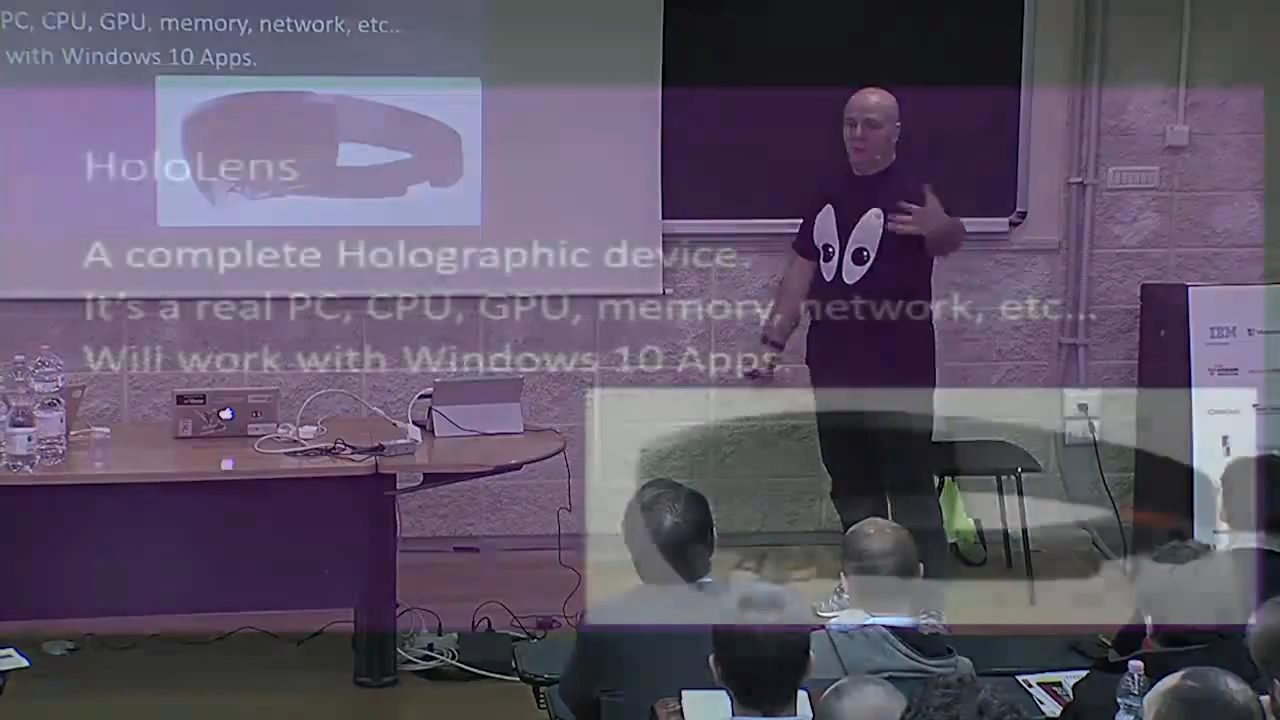 PC, CPU, GPU, memory, network, etc...
with Windows 10 Apps.
HoloLens
A complete Holographic device.
It's a real PC, CPU, GPU, memory, network, etc...
Will work with Windows 10 Apps.
IBM